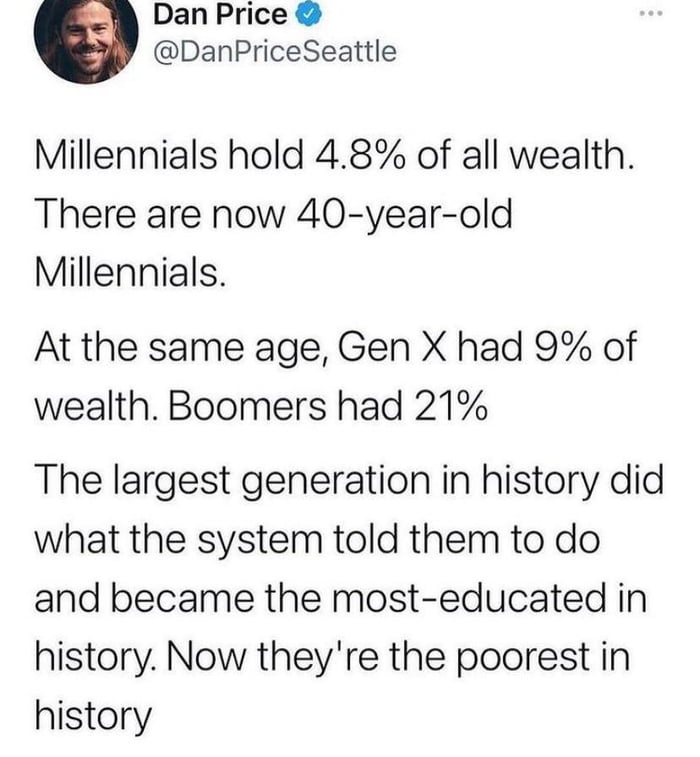 Dan Price
@DanPriceSeattle
Millennials hold 4.8% of all wealth.
There are now 40-year-old
Millennials.
At the same age, Gen X had 9% of
wealth. Boomers had 21%
The largest generation in history did
what the system told them to do
and became the most-educated in
history. Now they're the poorest in
history